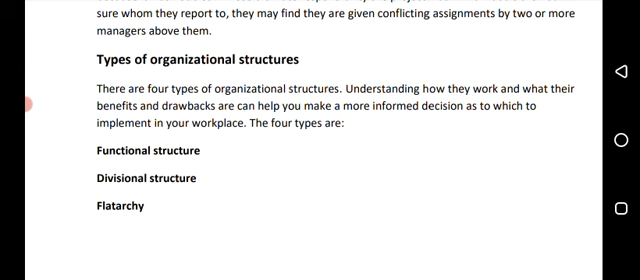 sure whom they report to, they may find they are given conflicting assignments by two or more
managers above them.
Types of organizational structures
There are four types of organizational structures. Understanding how they work and what their
benefits and drawbacks are can help you make a more informed decision as to which to
implement in your workplace. The four types are:
Functional structure
Divisional structure
Flatarchy